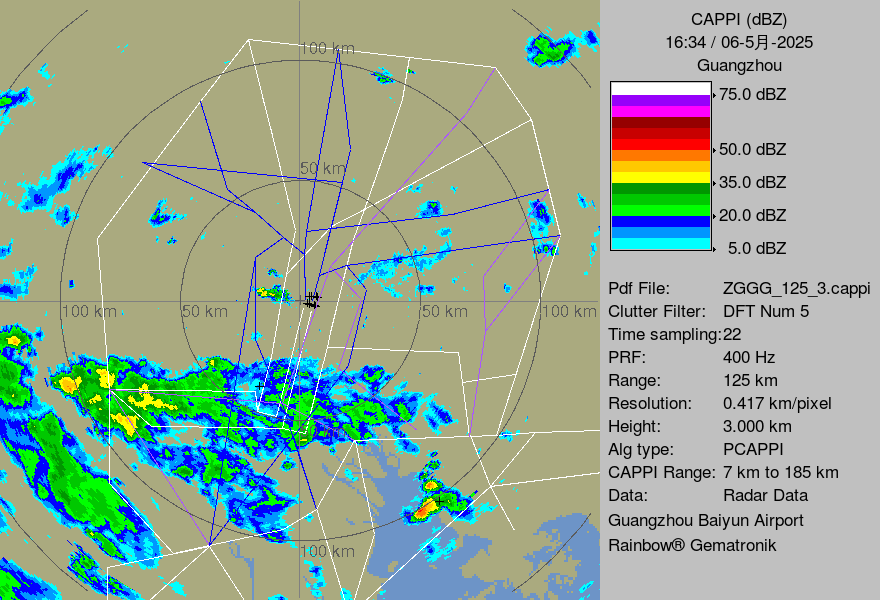 CAPPI (dBZ)
16:34 / 06-5月-2025
Guangzhou
75.0 dBZ
50.0 dBZ
35.0 dBZ
20.0 dBZ
5.0 dBZ
Pdf File: ZGGG_125_3.cappi
Clutter Filter: DFT Num 5
Time sampling:22
PRF: 400 Hz
Range: 125 km
Resolution: 0.417 km/pixel
Height: 3.000 km
Alg type: PCAPPI
CAPPI Range: 7 km to 185 km
Data: Radar Data
Guangzhou Baiyun Airport
Rainbow® Gematronik
100 km
50 km
100 km
50 km
50 km
100 km
100 km